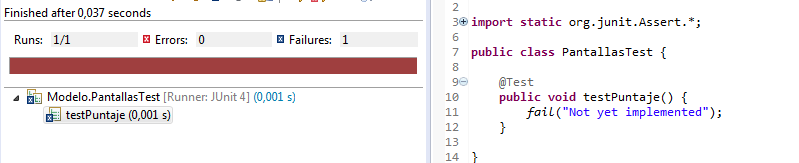 Finished after 0,037 seconds
Runs: 1/1 Errors: 0 Failures: 1
Modelo.PantallasTest [Runner: JUnit 4] (0,001 s)
testPuntaje (0,001 s)
2
3 import static org.junit.Assert.*;
6
7 public class PantallasTest {
8
9 @Test
10 public void testPuntaje() {
11 fail("Not yet implemented");
12 }
13
14 }